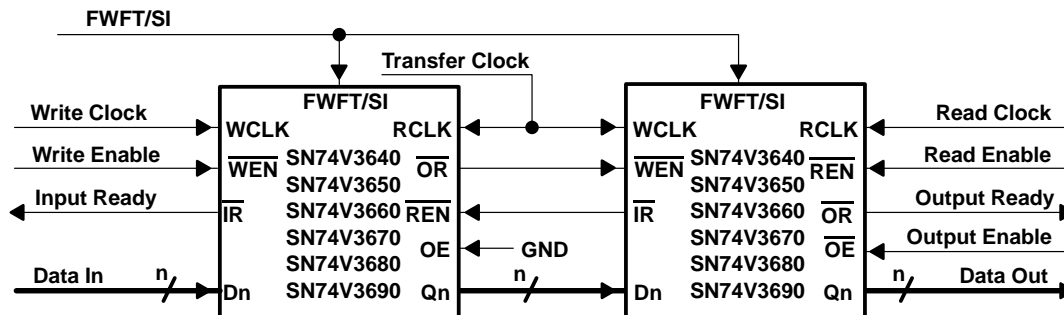 FWFT/SI
Transfer Clock
FWFT/SI FWFT/SI
Write Clock WCLK RCLK WCLK RCLK Read Clock
Write Enable WEN SN74V3640 OR WEN SN74V3640 REN Read Enable
SN74V3650 SN74V3650
Input Ready IR SN74V3660 REN IR SN74V3660 OR Output Ready
SN74V3670 OE GND SN74V3670 OE Output Enable
SN74V3680 SN74V3680
Data In n Dn SN74V3690 Qn n Dn SN74V3690 Qn n Data Out